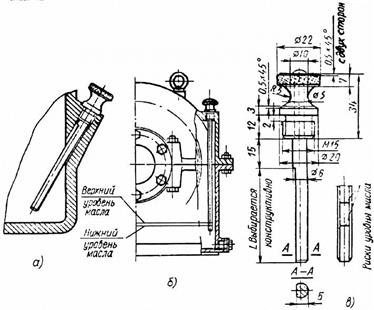 Ø22
Ø10
0,5×45°
с двух сторон
7
0,5×45°
R3
Ø5
34
3
12
2
М16
15
Ø20
Ø6
L Выбирается
конструктивно
А А
А–А
5
Риски уровня масла
Верхний
уровень
масла
Нижний
уровень масла
а)
б)
в)